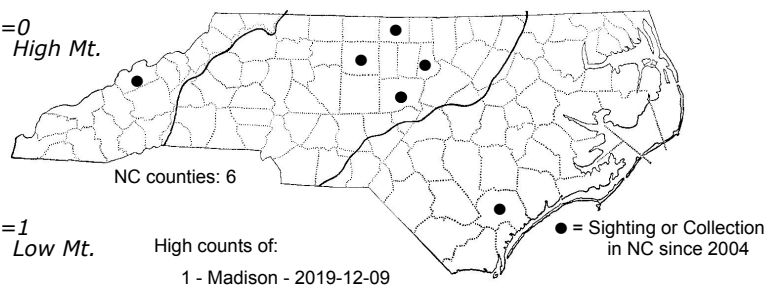 =0
High Mt.
NC counties: 6
=1
Low Mt.
High counts of:
1 - Madison - 2019-12-09
= Sighting or Collection
in NC since 2004